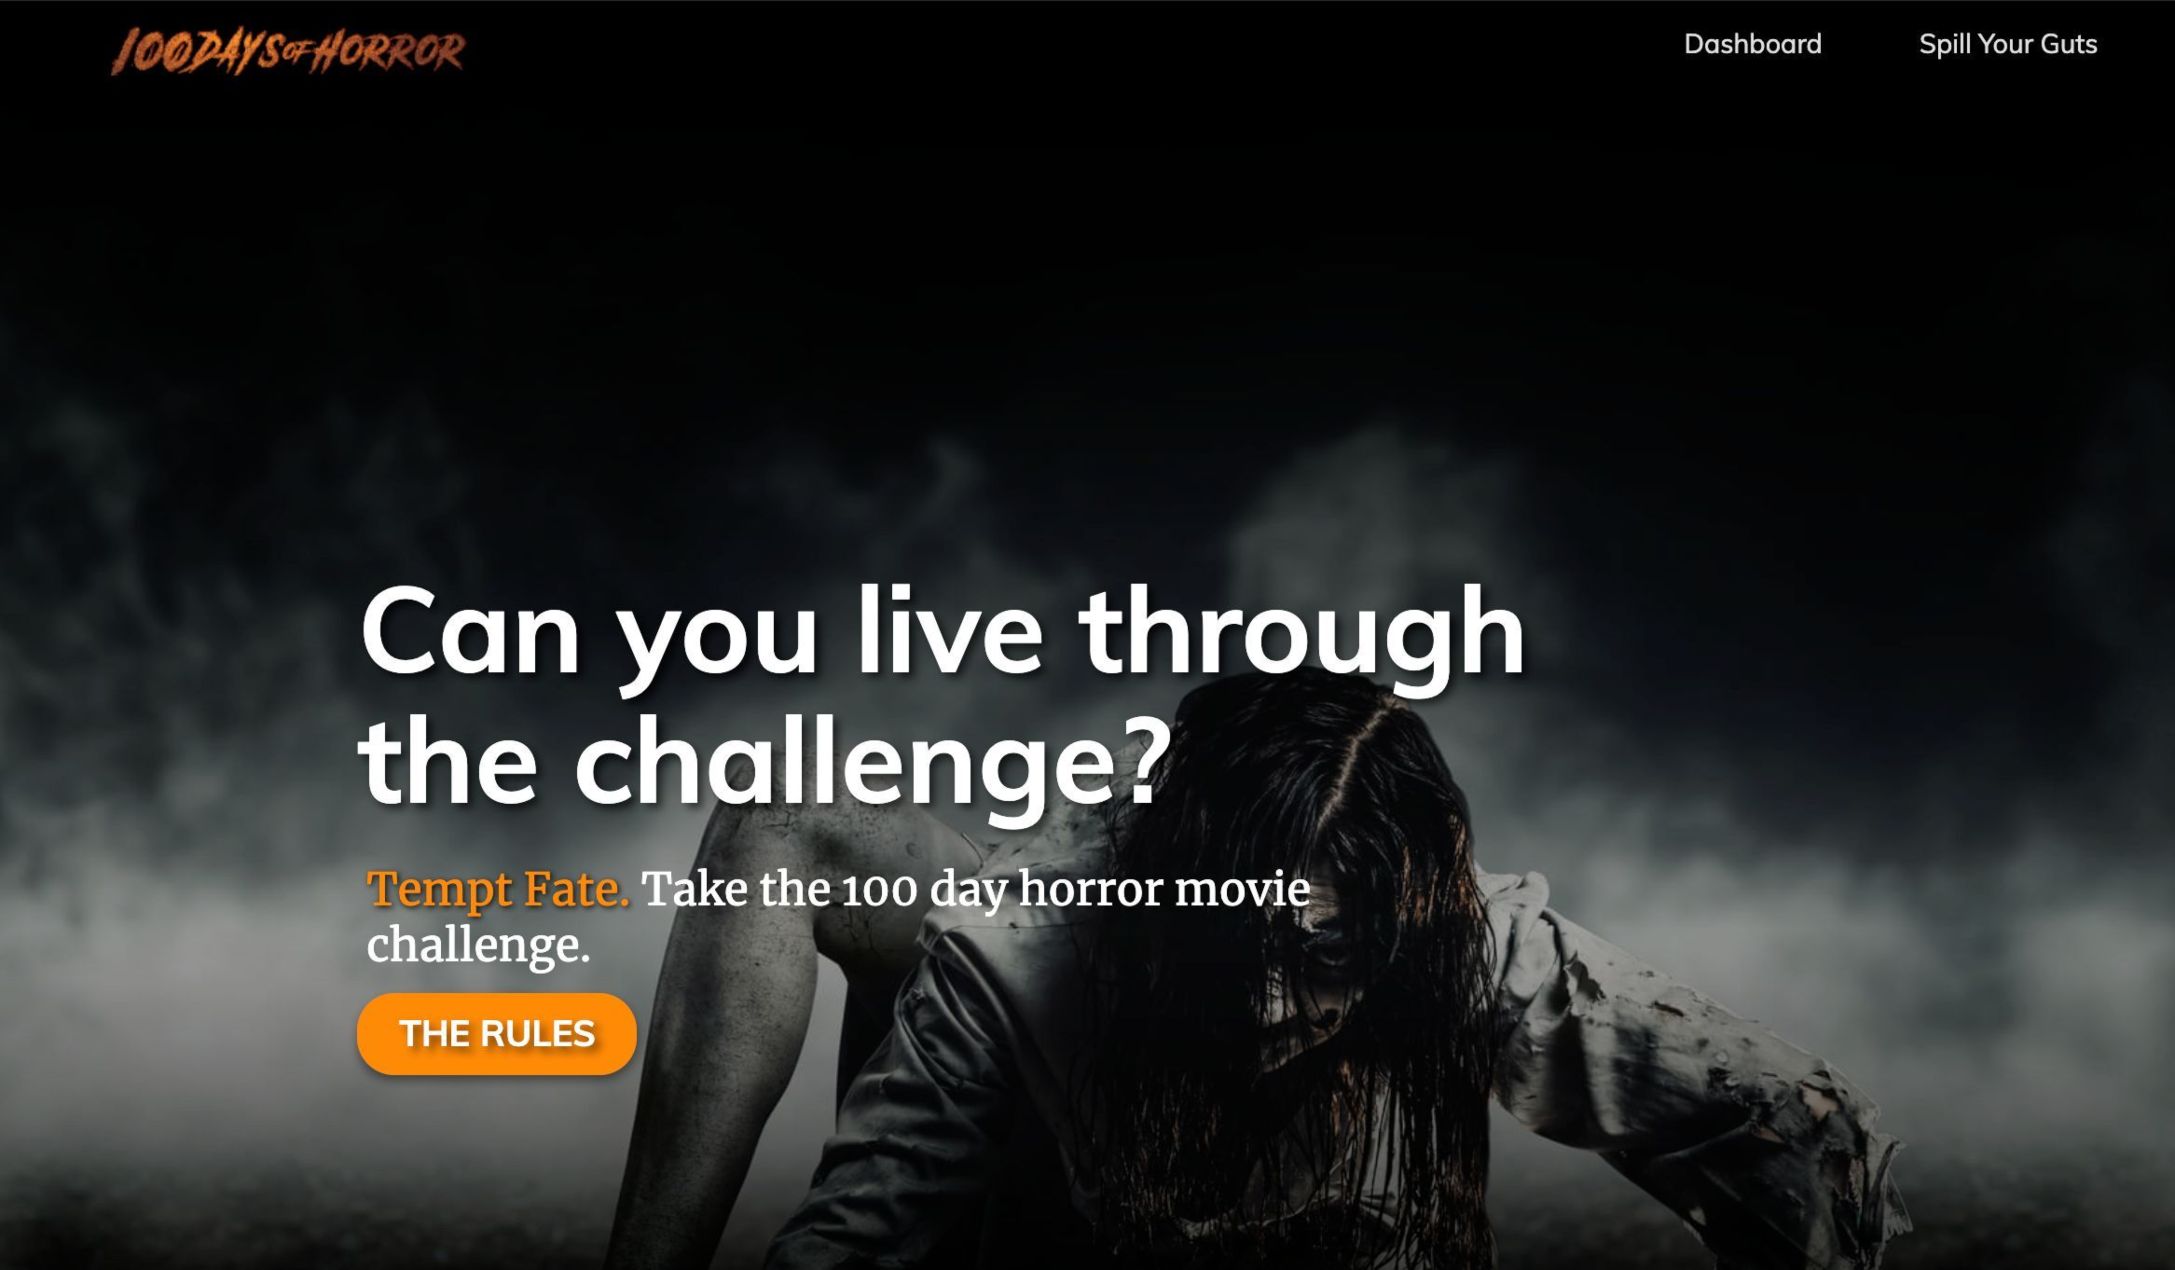 100DAYSOFHORROR
Dashboard
Spill Your Guts
Can you live through
the challenge?
Tempt Fate. Take the 100 day horror movie
challenge.
THE RULES